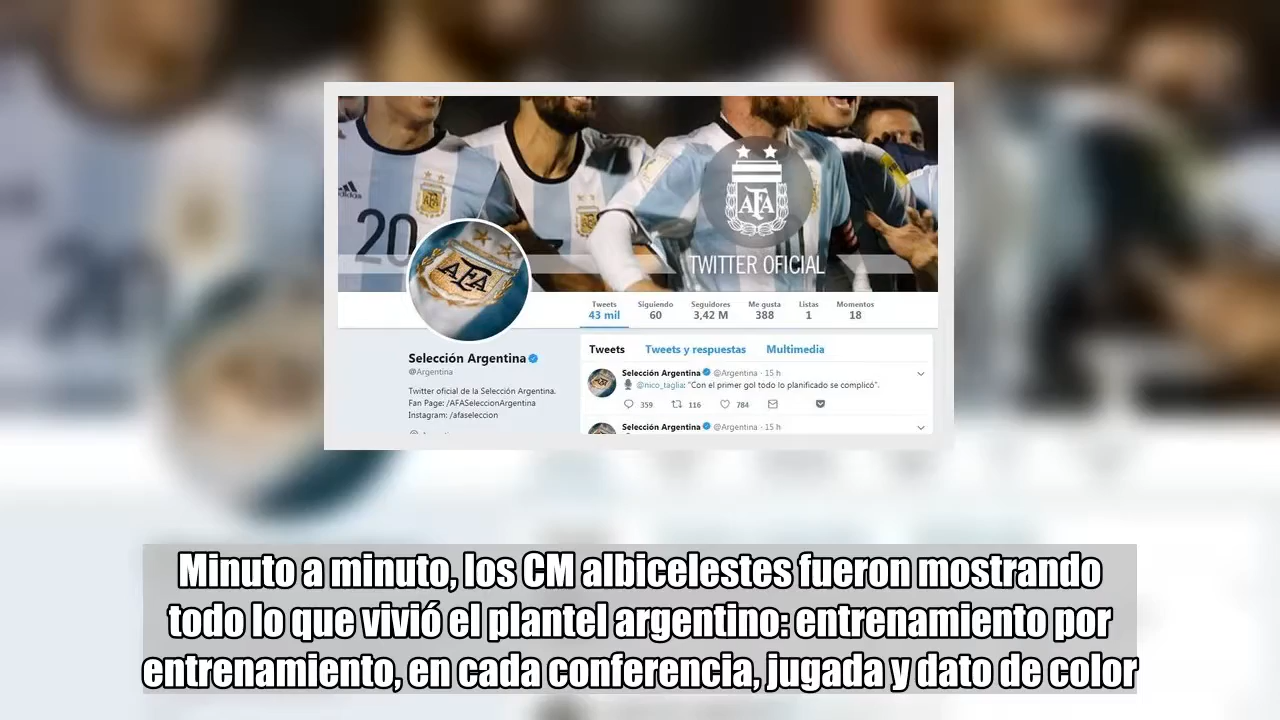 adidas
20
AFA
AFA
TWITTER OFICIAL
Tweets Siguiendo Seguidores Me gusta Listas Momentos
43 mil 60 3,42 M 388 1 18
Selección Argentina
@Argentina
Twitter oficial de la Selección Argentina.
Fan Page: /AFASeleccionArgentina
Instagram: /afaseleccion
Tweets Tweets y respuestas Multimedia
Selección Argentina @Argentina · 15 h
@nico_taglia: "Con el primer gol todo lo planificado se complicó".
359 116 784
Selección Argentina @Argentina · 15 h
Minuto a minuto, los CM albicelestes fueron mostrando
todo lo que vivió el plantel argentino: entrenamiento por
entrenamiento, en cada conferencia, jugada y dato de color